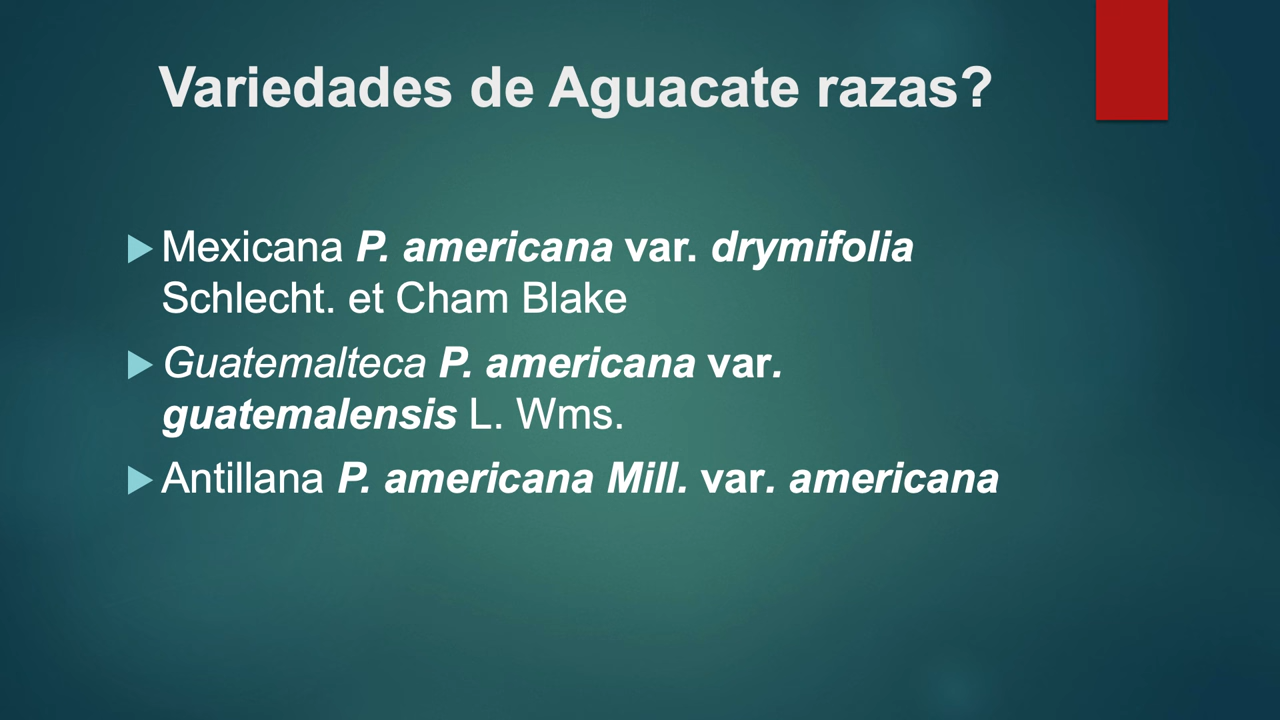 Variedades de Aguacate razas?
Mexicana P. americana var. drymifolia
Schlecht. et Cham Blake
Guatemalteca P. americana var.
guatemalensis L. Wms.
Antillana P. americana Mill. var. americana